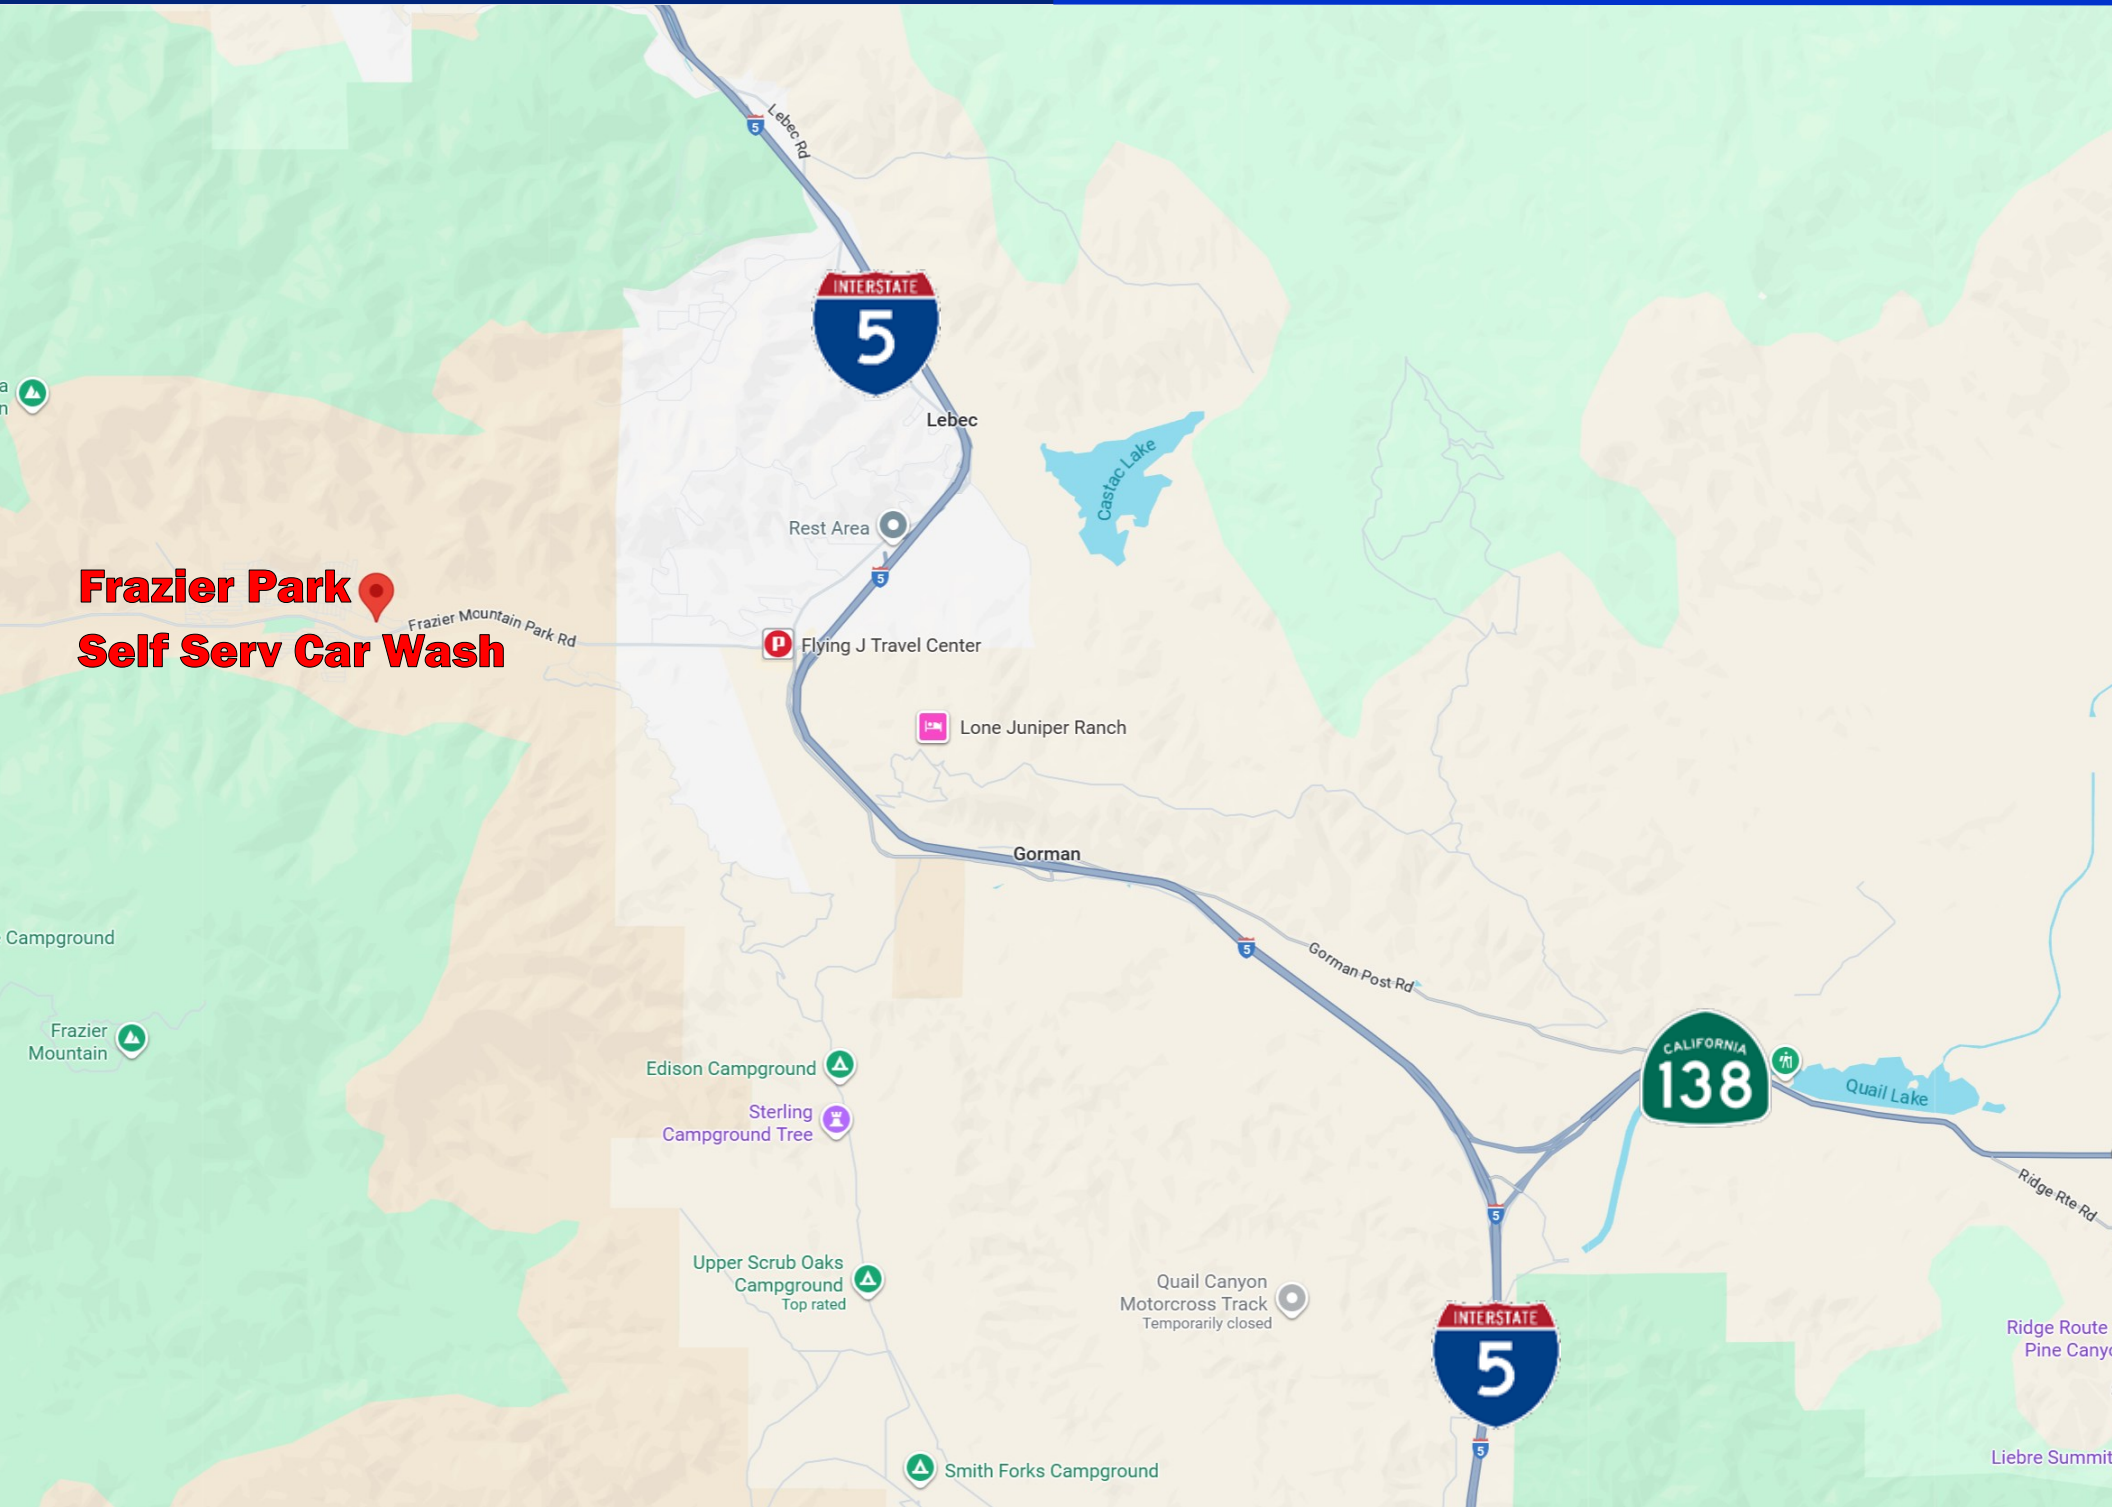 5
Lebec Rd
INTERSTATE
5
a
n
Lebec
Castac Lake
Rest Area
5
Frazier Park
Frazier Mountain Park Rd
Self Serv Car Wash
P
Flying J Travel Center
Lone Juniper Ranch
Gorman
5
Gorman Post Rd
Campground
Frazier
Mountain
CALIFORNIA
138
Quail Lake
Edison Campground
Sterling
Campground Tree
5
Ridge Rte Rd
Upper Scrub Oaks
Campground
Top rated
Quail Canyon
Motorcross Track
Temporarily closed
INTERSTATE
5
Ridge Route
Pine Canyo
5
Liebre Summit
Smith Forks Campground